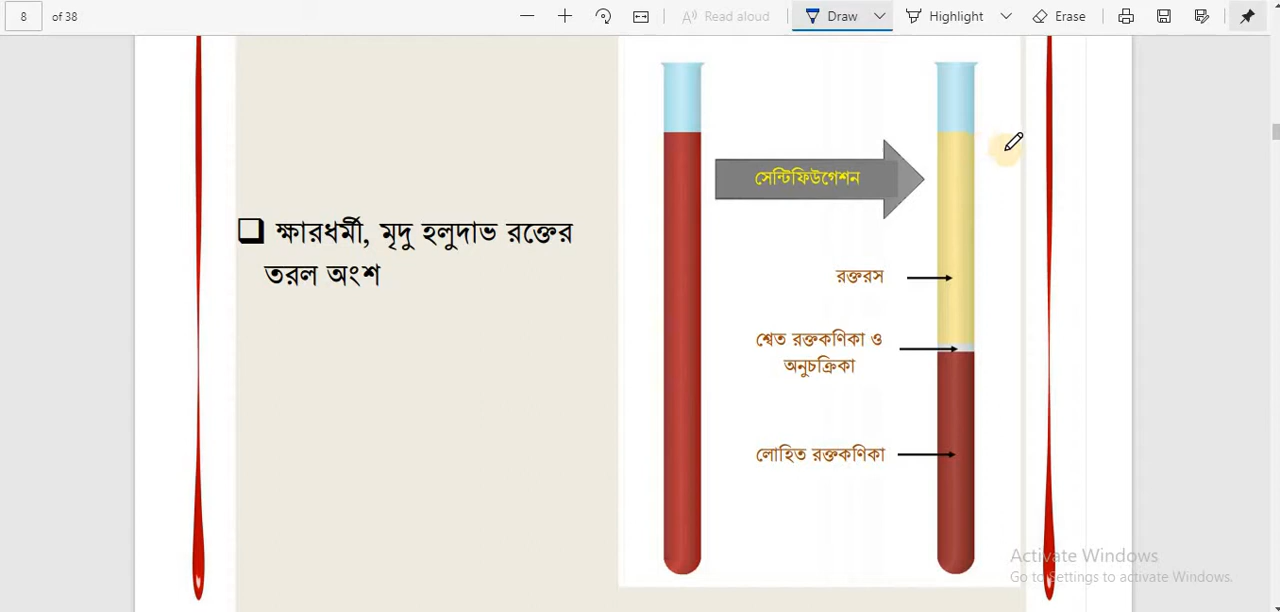 8 of 38 Read aloud Draw Highlight Erase
সেন্টিফিউগেশন
❑ ক্ষারধর্মী, মৃদু হলুদাভ রক্তের
তরল অংশ
রক্তরস
শ্বেত রক্তকণিকা ও
অনুচক্রিকা
লোহিত রক্তকণিকা
Activate Windows
Go to Settings to activate Windows.